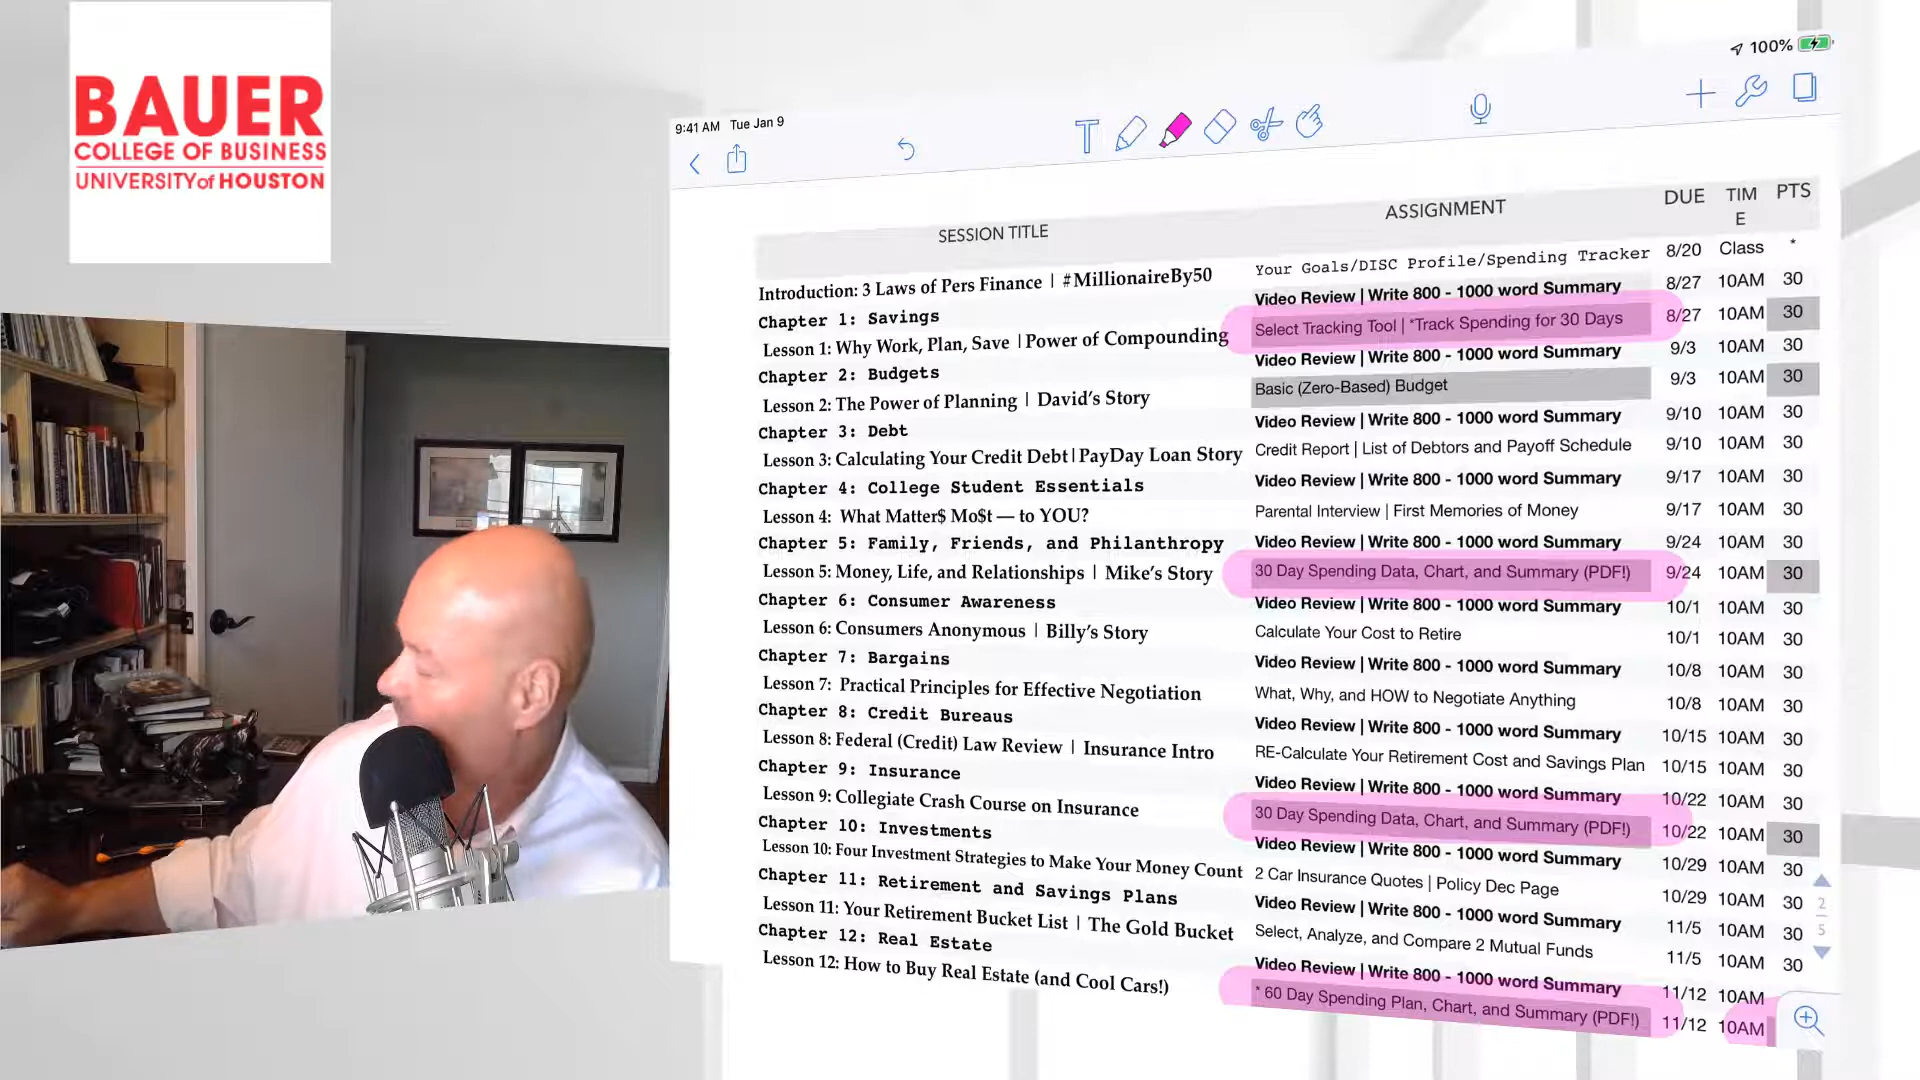 BAUER
COLLEGE OF BUSINESS
UNIVERSITY of HOUSTON
9:41 AM Tue Jan 9
100%
T
SESSION TITLE ASSIGNMENT DUE TIM E PTS
Introduction: 3 Laws of Pers Finance | #MillionaireBy50
Chapter 1: Savings
Lesson 1: Why Work, Plan, Save | Power of Compounding
Chapter 2: Budgets
Lesson 2: The Power of Planning | David's Story
Chapter 3: Debt
Lesson 3: Calculating Your Credit Debt | PayDay Loan Story
Chapter 4: College Student Essentials
Lesson 4: What Matter$ Mo$t — to YOU?
Chapter 5: Family, Friends, and Philanthropy
Lesson 5: Money, Life, and Relationships | Mike's Story
Chapter 6: Consumer Awareness
Lesson 6: Consumers Anonymous | Billy's Story
Chapter 7: Bargains
Lesson 7: Practical Principles for Effective Negotiation
Chapter 8: Credit Bureaus
Lesson 8: Federal (Credit) Law Review | Insurance Intro
Chapter 9: Insurance
Lesson 9: Collegiate Crash Course on Insurance
Chapter 10: Investments
Lesson 10: Four Investment Strategies to Make Your Money Count
Chapter 11: Retirement and Savings Plans
Lesson 11: Your Retirement Bucket List | The Gold Bucket
Chapter 12: Real Estate
Lesson 12: How to Buy Real Estate (and Cool Cars!)
Your Goals/DISC Profile/Spending Tracker 8/20 Class *
Video Review | Write 800 - 1000 word Summary 8/27 10AM 30
Select Tracking Tool | *Track Spending for 30 Days 8/27 10AM 30
Video Review | Write 800 - 1000 word Summary 9/3 10AM 30
Basic (Zero-Based) Budget 9/3 10AM 30
Video Review | Write 800 - 1000 word Summary 9/10 10AM 30
Credit Report | List of Debtors and Payoff Schedule 9/10 10AM 30
Video Review | Write 800 - 1000 word Summary 9/17 10AM 30
Parental Interview | First Memories of Money 9/17 10AM 30
Video Review | Write 800 - 1000 word Summary 9/24 10AM 30
30 Day Spending Data, Chart, and Summary (PDF!) 9/24 10AM 30
Video Review | Write 800 - 1000 word Summary 10/1 10AM 30
Calculate Your Cost to Retire 10/1 10AM 30
Video Review | Write 800 - 1000 word Summary 10/8 10AM 30
What, Why, and HOW to Negotiate Anything 10/8 10AM 30
Video Review | Write 800 - 1000 word Summary 10/15 10AM 30
RE-Calculate Your Retirement Cost and Savings Plan 10/15 10AM 30
Video Review | Write 800 - 1000 word Summary 10/22 10AM 30
30 Day Spending Data, Chart, and Summary (PDF!) 10/22 10AM 30
Video Review | Write 800 - 1000 word Summary 10/29 10AM 30
2 Car Insurance Quotes | Policy Dec Page 10/29 10AM 30
Video Review | Write 800 - 1000 word Summary 11/5 10AM 30
Select, Analyze, and Compare 2 Mutual Funds 11/5 10AM 30
Video Review | Write 800 - 1000 word Summary 11/12 10AM
* 60 Day Spending Plan, Chart, and Summary (PDF!) 11/12 10AM
2
5